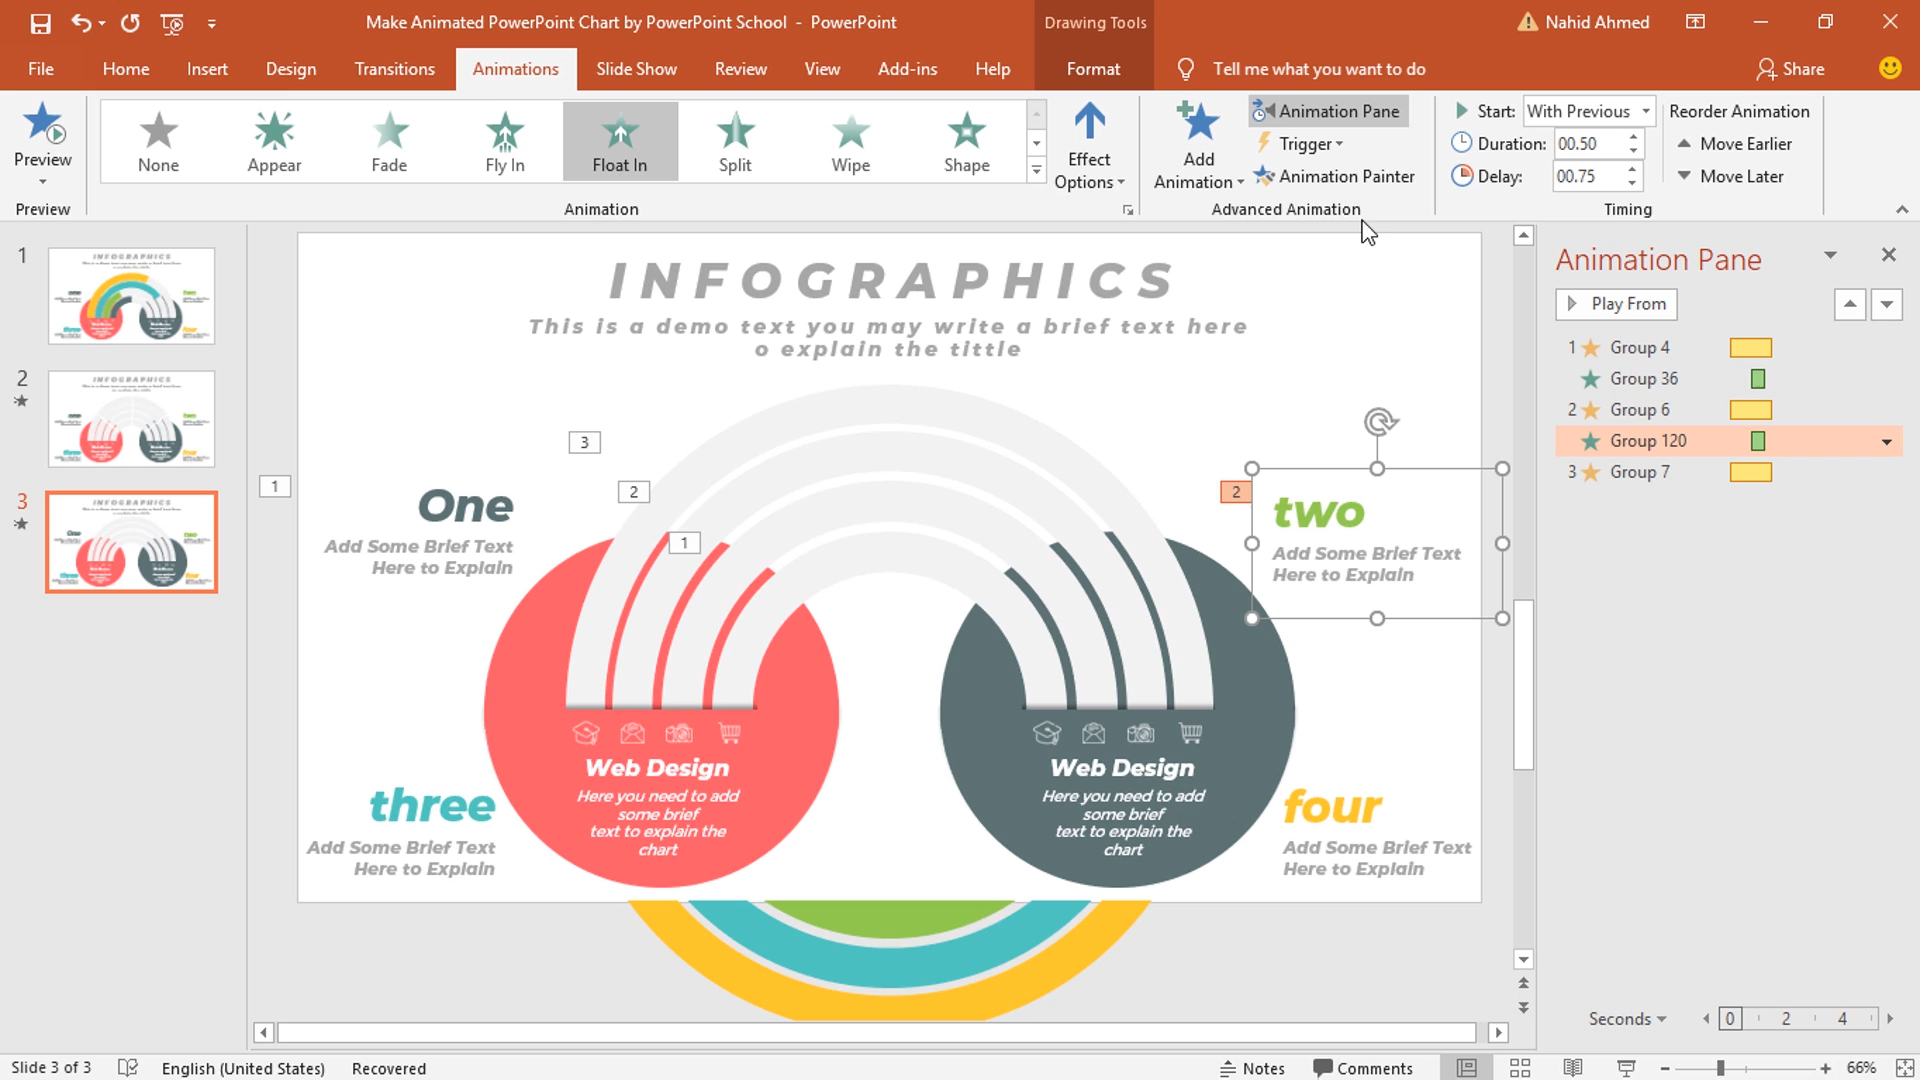 Make Animated PowerPoint Chart by PowerPoint School - PowerPoint
Drawing Tools
Nahid Ahmed
File
Home
Insert
Design
Transitions
Animations
Slide Show
Review
View
Add-ins
Help
Format
Tell me what you want to do
Share
Preview
None
Appear
Fade
Fly In
Float In
Split
Wipe
Shape
Effect
Options
Add
Animation
Animation Pane
Trigger
Animation Painter
Start: With Previous
Duration: 00.50
Delay: 00.75
Reorder Animation
Move Earlier
Move Later
Preview
Animation
Advanced Animation
Timing
1
2
3
INFOGRAPHICS
This is a demo text you may write a brief text here
o explain the tittle
3
2
1
1
2
One
Add Some Brief Text
Here to Explain
two
Add Some Brief Text
Here to Explain
three
Add Some Brief Text
Here to Explain
four
Add Some Brief Text
Here to Explain
Web Design
Here you need to add
some brief
text to explain the
chart
Web Design
Here you need to add
some brief
text to explain the
chart
Animation Pane
Play From
1 Group 4
Group 36
2 Group 6
Group 120
3 Group 7
Seconds
0 2 4
Slide 3 of 3
English (United States)
Recovered
Notes
Comments
66%